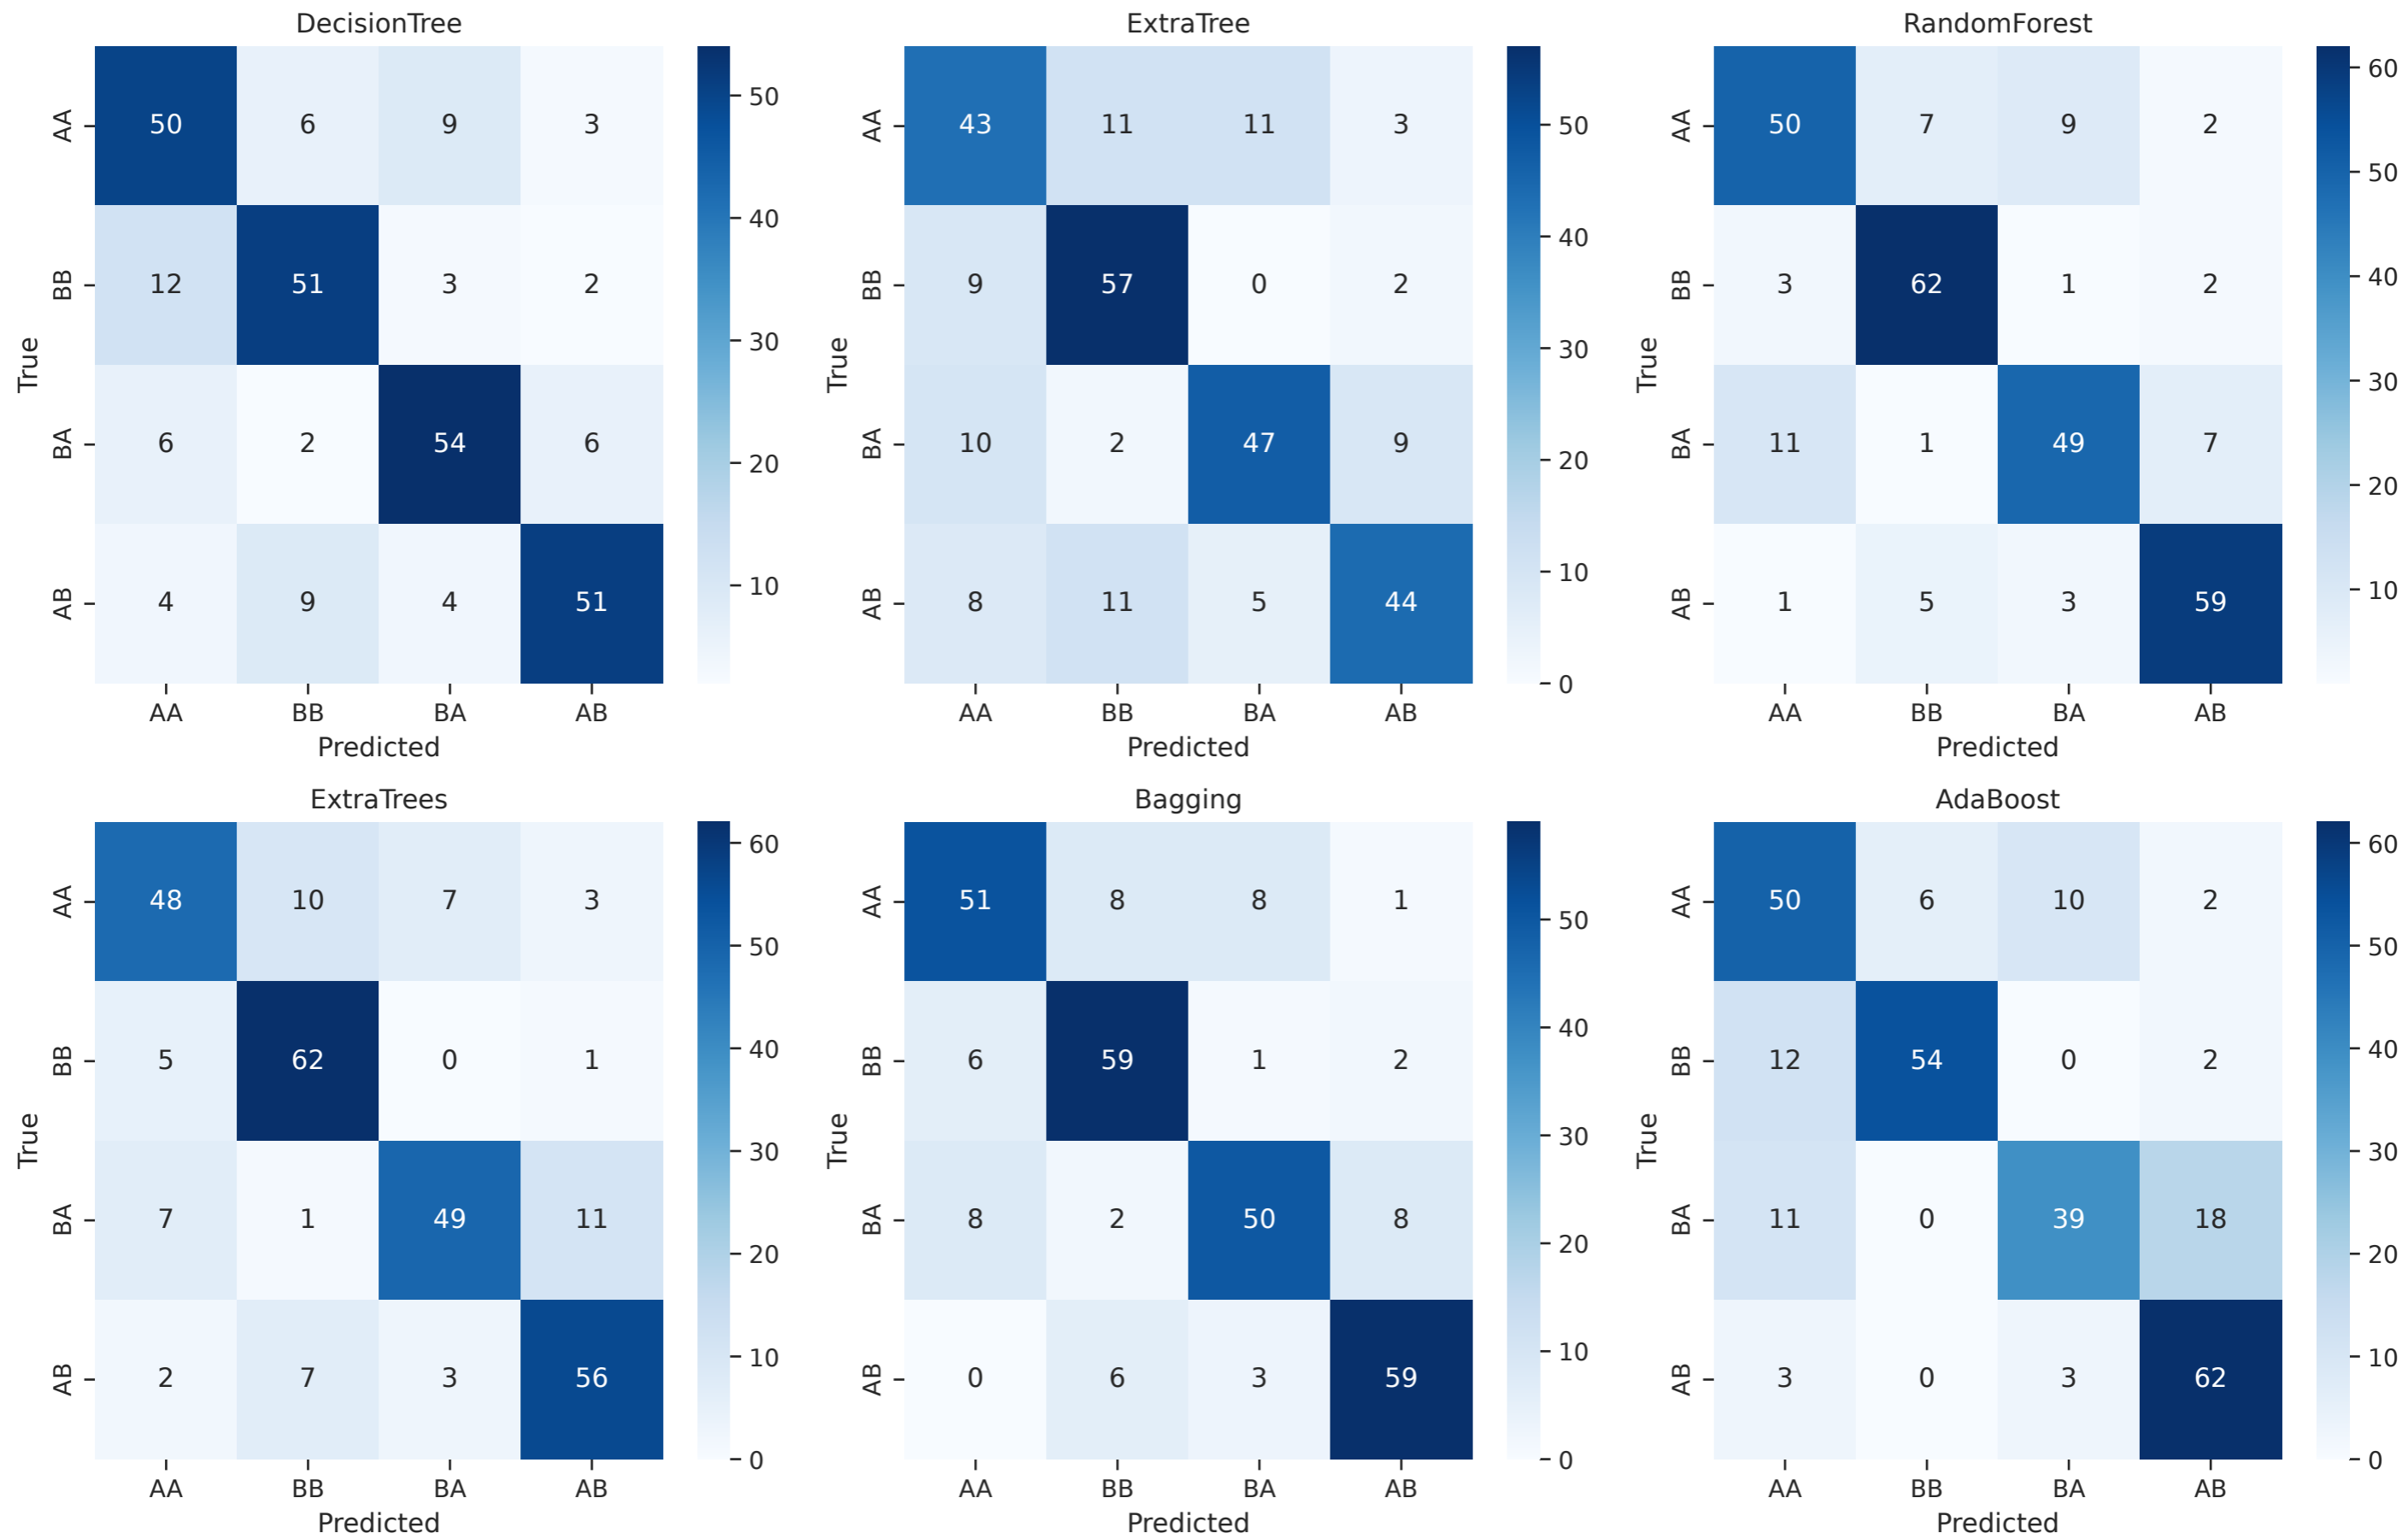 DecisionTree
AA 50 6 9 3
BB 12 51 3 2
BA 6 2 54 6
AB 4 9 4 51
True
AA BB BA AB
Predicted
50
40
30
20
10
ExtraTree
AA 43 11 11 3
BB 9 57 0 2
BA 10 2 47 9
AB 8 11 5 44
True
AA BB BA AB
Predicted
50
40
30
20
10
0
RandomForest
AA 50 7 9 2
BB 3 62 1 2
BA 11 1 49 7
AB 1 5 3 59
True
AA BB BA AB
Predicted
60
50
40
30
20
10
ExtraTrees
AA 48 10 7 3
BB 5 62 0 1
BA 7 1 49 11
AB 2 7 3 56
True
AA BB BA AB
Predicted
60
50
40
30
20
10
0
Bagging
AA 51 8 8 1
BB 6 59 1 2
BA 8 2 50 8
AB 0 6 3 59
True
AA BB BA AB
Predicted
50
40
30
20
10
0
AdaBoost
AA 50 6 10 2
BB 12 54 0 2
BA 11 0 39 18
AB 3 0 3 62
True
AA BB BA AB
Predicted
60
50
40
30
20
10
0